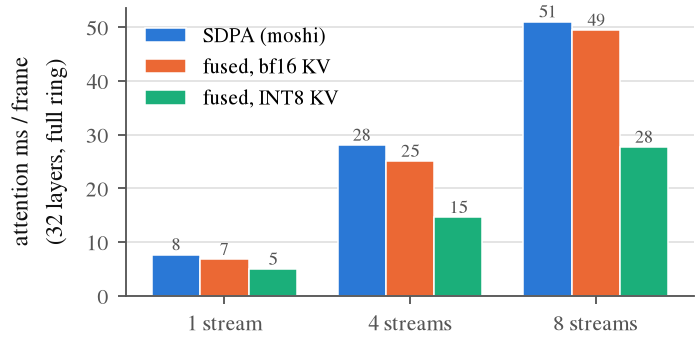 attention ms / frame
(32 layers, full ring)
50
40
30
20
10
0
SDPA (moshi)
fused, bf16 KV
fused, INT8 KV
8
7
5
28
25
15
51
49
28
1 stream
4 streams
8 streams